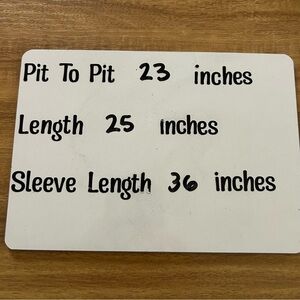 Pit To Pit 23 inches
Length 25 inches
Sleeve Length 36 inches